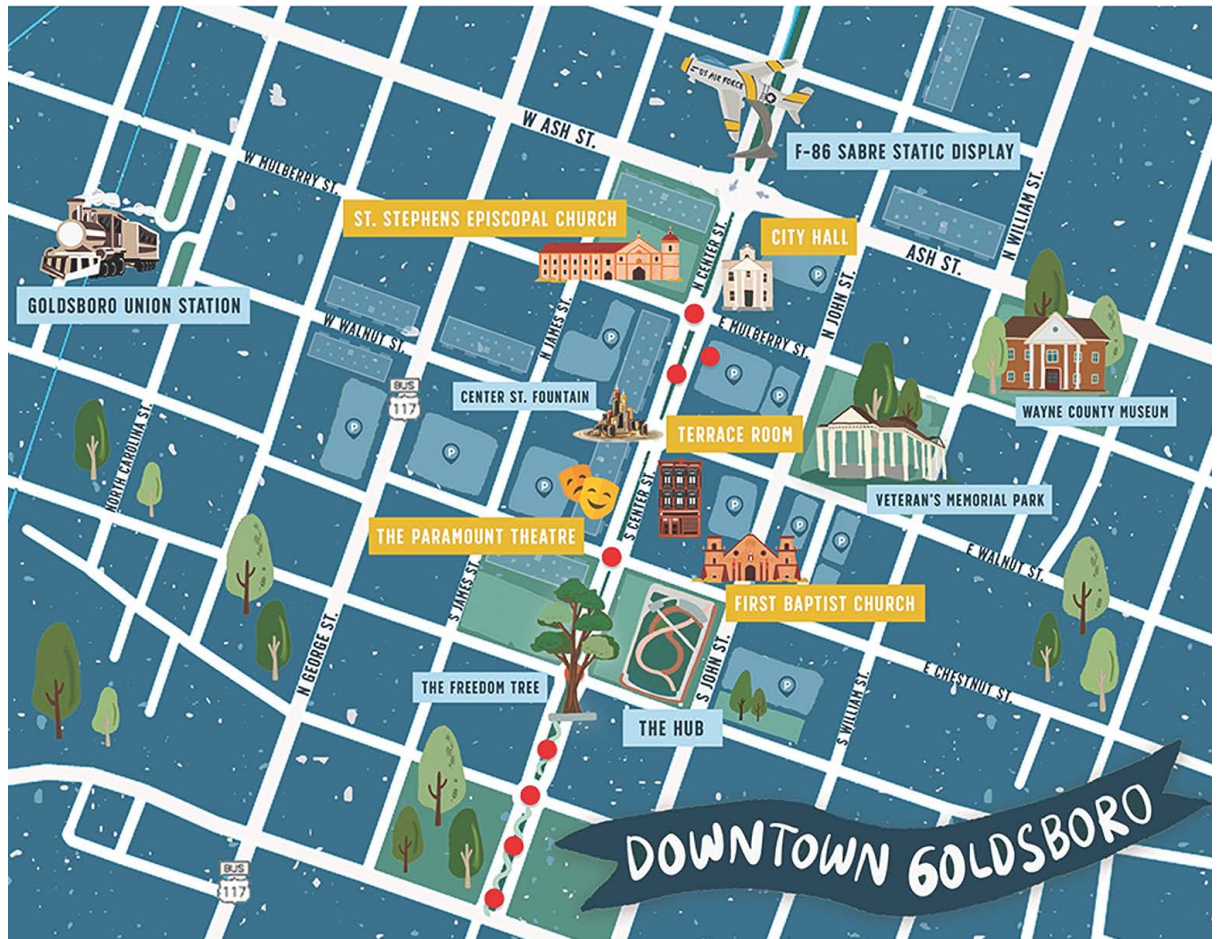 US AIR FORCE
W ASH ST.
F-86 SABRE STATIC DISPLAY
W MULBERRY ST.
N WILLIAM ST.
ST. STEPHENS EPISCOPAL CHURCH
N CENTER ST.
CITY HALL
ASH ST.
GOLDSBORO UNION STATION
W WALNUT ST.
N JAMES ST.
P
P
N JOHN ST.
E MULBERRY ST.
BUS
117
CENTER ST. FOUNTAIN
P
P
WAYNE COUNTY MUSEUM
P
TERRACE ROOM
P
NORTH CAROLINA ST.
P
S CENTER ST.
VETERAN'S MEMORIAL PARK
P
P
P
THE PARAMOUNT THEATRE
E WALNUT ST.
S JAMES ST.
FIRST BAPTIST CHURCH
N GEORGE ST.
THE FREEDOM TREE
S JOHN ST.
P
E CHESTNUT ST.
S WILLIAM ST.
THE HUB
DOWNTOWN GOLDSBORO
BUS
117